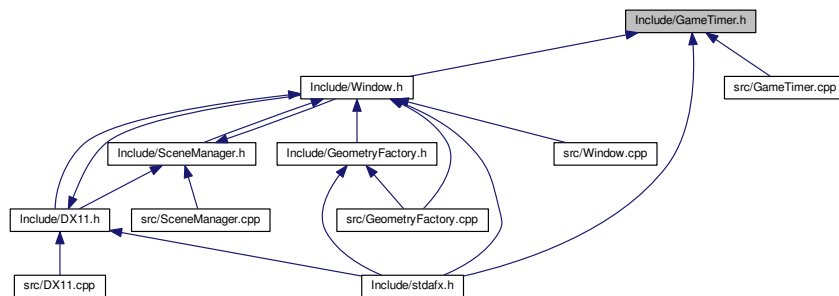 Include/GameTimer.h
Include/Window.h
src/GameTimer.cpp
Include/SceneManager.h
Include/GeometryFactory.h
src/Window.cpp
Include/DX11.h
src/SceneManager.cpp
src/GeometryFactory.cpp
src/DX11.cpp
Include/stdafx.h